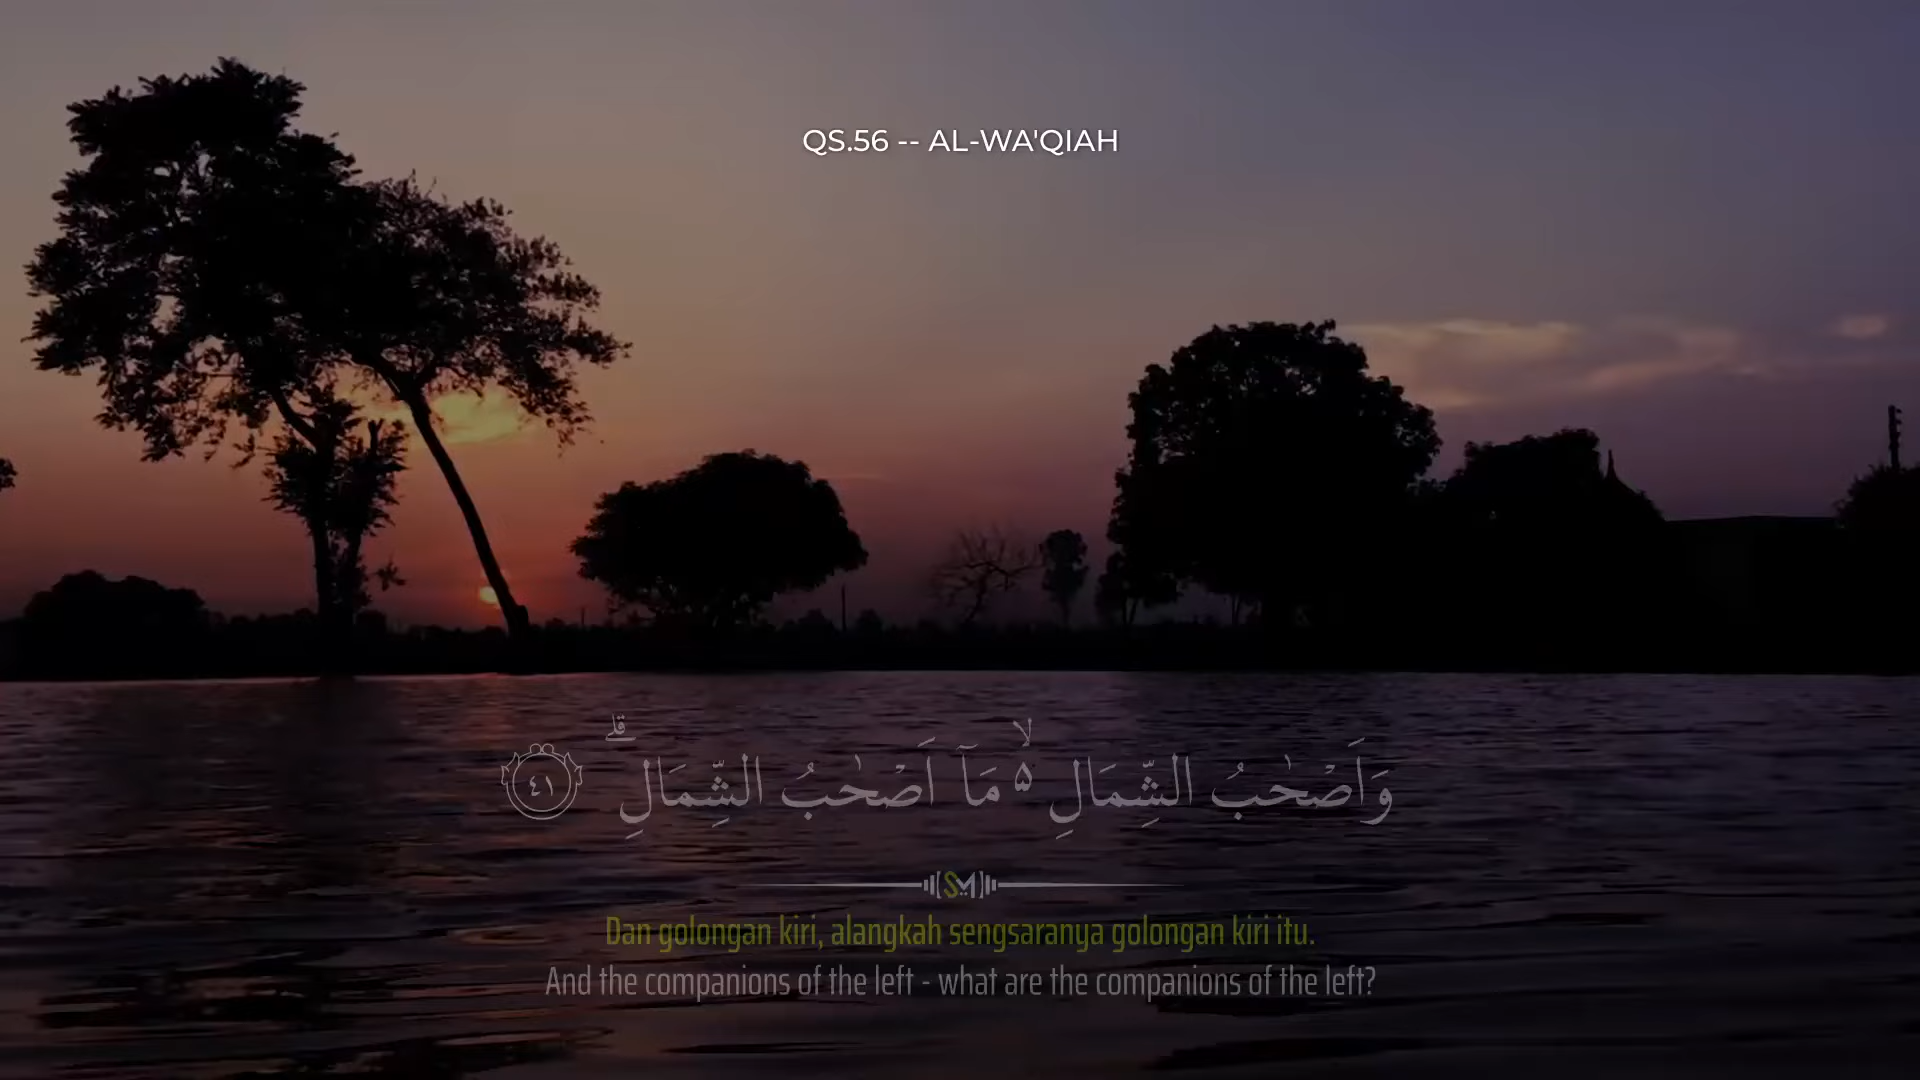 QS.56 -- AL-WA'QIAH
وَاَصْحٰبُ الشِّمَالِ ەۙ مَآ اَصْحٰبُ الشِّمَالِۗ ٤١
SM
Dan golongan kiri, alangkah sengsaranya golongan kiri itu.
And the companions of the left - what are the companions of the left?